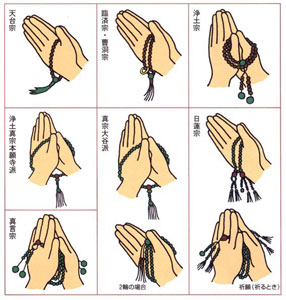 天台宗
臨済宗・曹洞宗
浄土宗
浄土真宗本願寺派
真宗大谷派
日蓮宗
真言宗
2輪の場合
祈願(祈るとき)